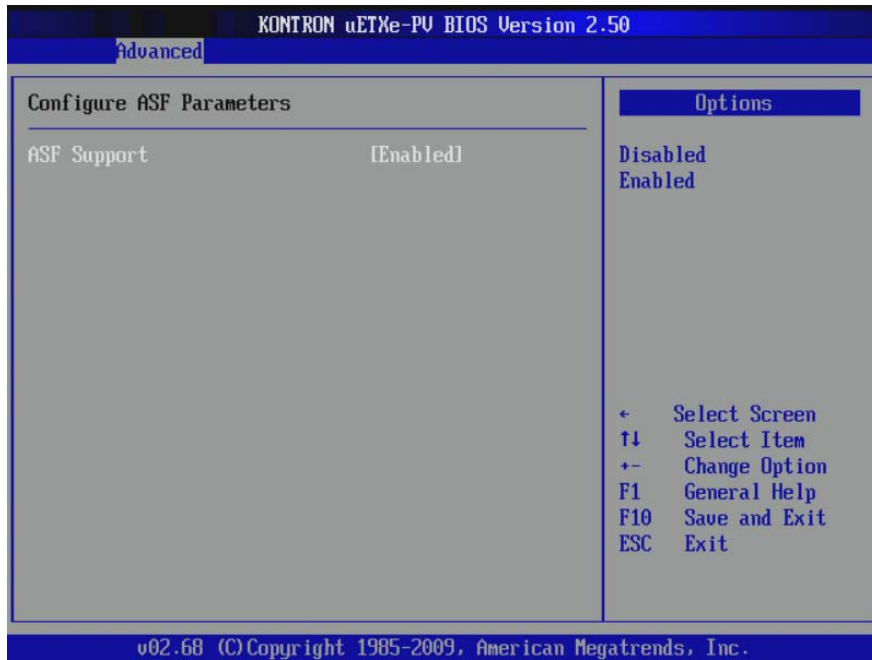 KONTRON uETXe-PV BIOS Version 2.50
Advanced
Configure ASF Parameters
ASF Support [Enabled]
Options
Disabled
Enabled
← Select Screen
↑↓ Select Item
+- Change Option
F1 General Help
F10 Save and Exit
ESC Exit
v02.68 (C)Copyright 1985-2009, American Megatrends, Inc.